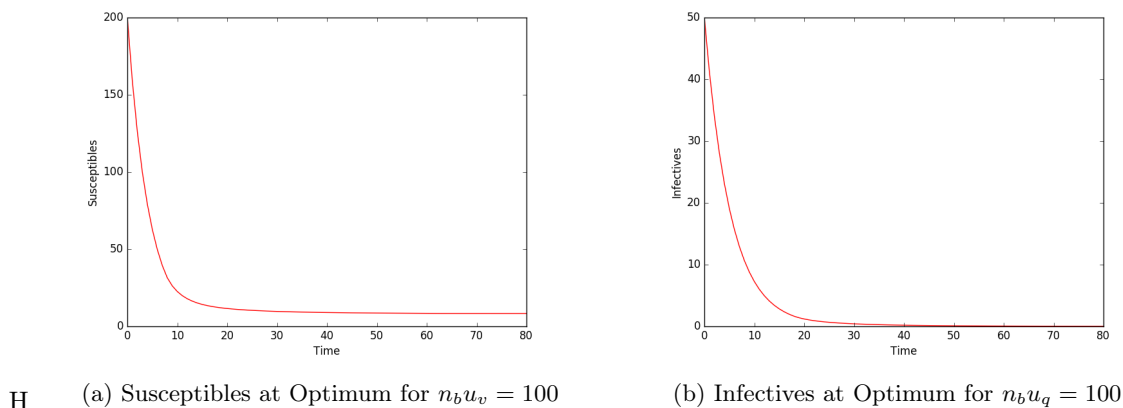 200
150
100
50
0
Susceptibles
0 10 20 30 40 50 60 70 80
Time
50
40
30
20
10
0
Infectives
0 10 20 30 40 50 60 70 80
Time
H
(a) Susceptibles at Optimum for $n_b u_v = 100$
(b) Infectives at Optimum for $n_b u_q = 100$